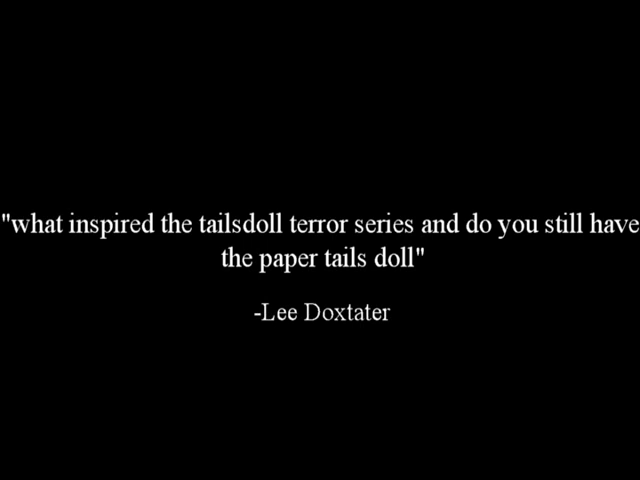 "what inspired the tailsdoll terror series and do you still have
the paper tails doll"
-Lee Doxtater